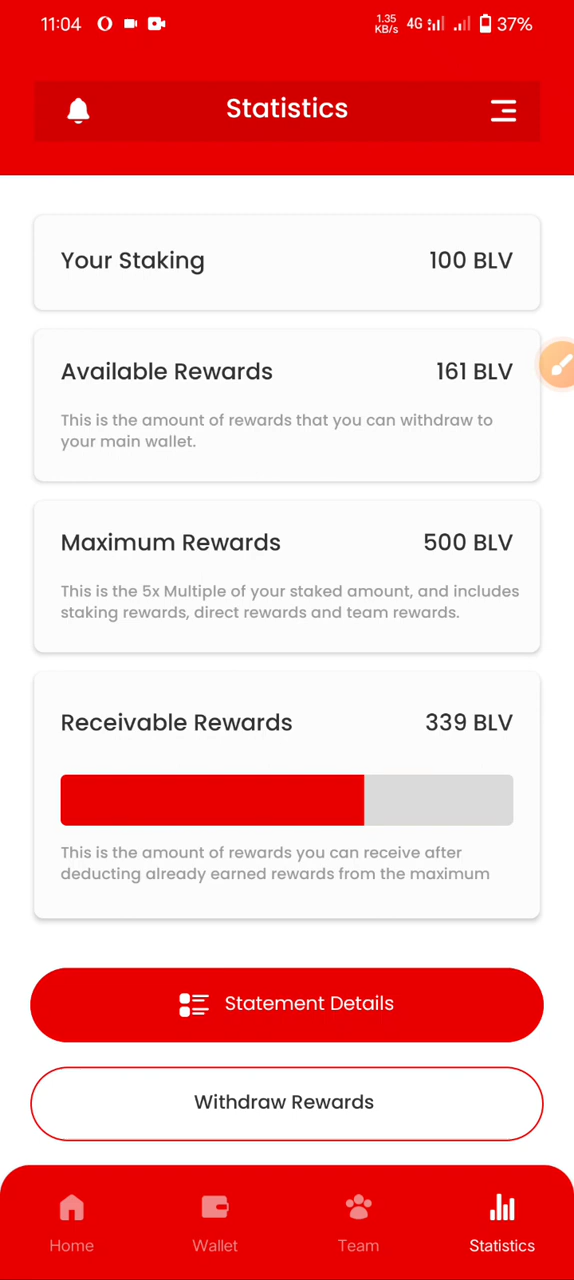 11:04
1.35 KB/s 4G 37%
Statistics
Your Staking 100 BLV
Available Rewards 161 BLV
This is the amount of rewards that you can withdraw to
your main wallet.
Maximum Rewards 500 BLV
This is the 5x Multiple of your staked amount, and includes
staking rewards, direct rewards and team rewards.
Receivable Rewards 339 BLV
This is the amount of rewards you can receive after
deducting already earned rewards from the maximum
Statement Details
Withdraw Rewards
Home Wallet Team Statistics